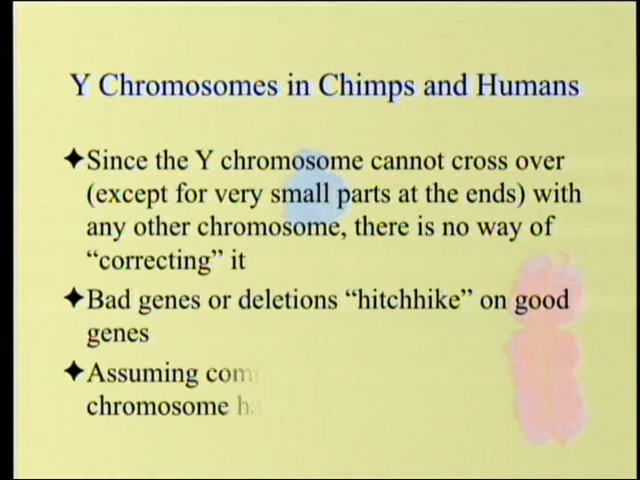 Y Chromosomes in Chimps and Humans
Since the Y chromosome cannot cross over
(except for very small parts at the ends) with
any other chromosome, there is no way of
“correcting” it
Bad genes or deletions “hitchhike” on good
genes
Assuming
chromosome